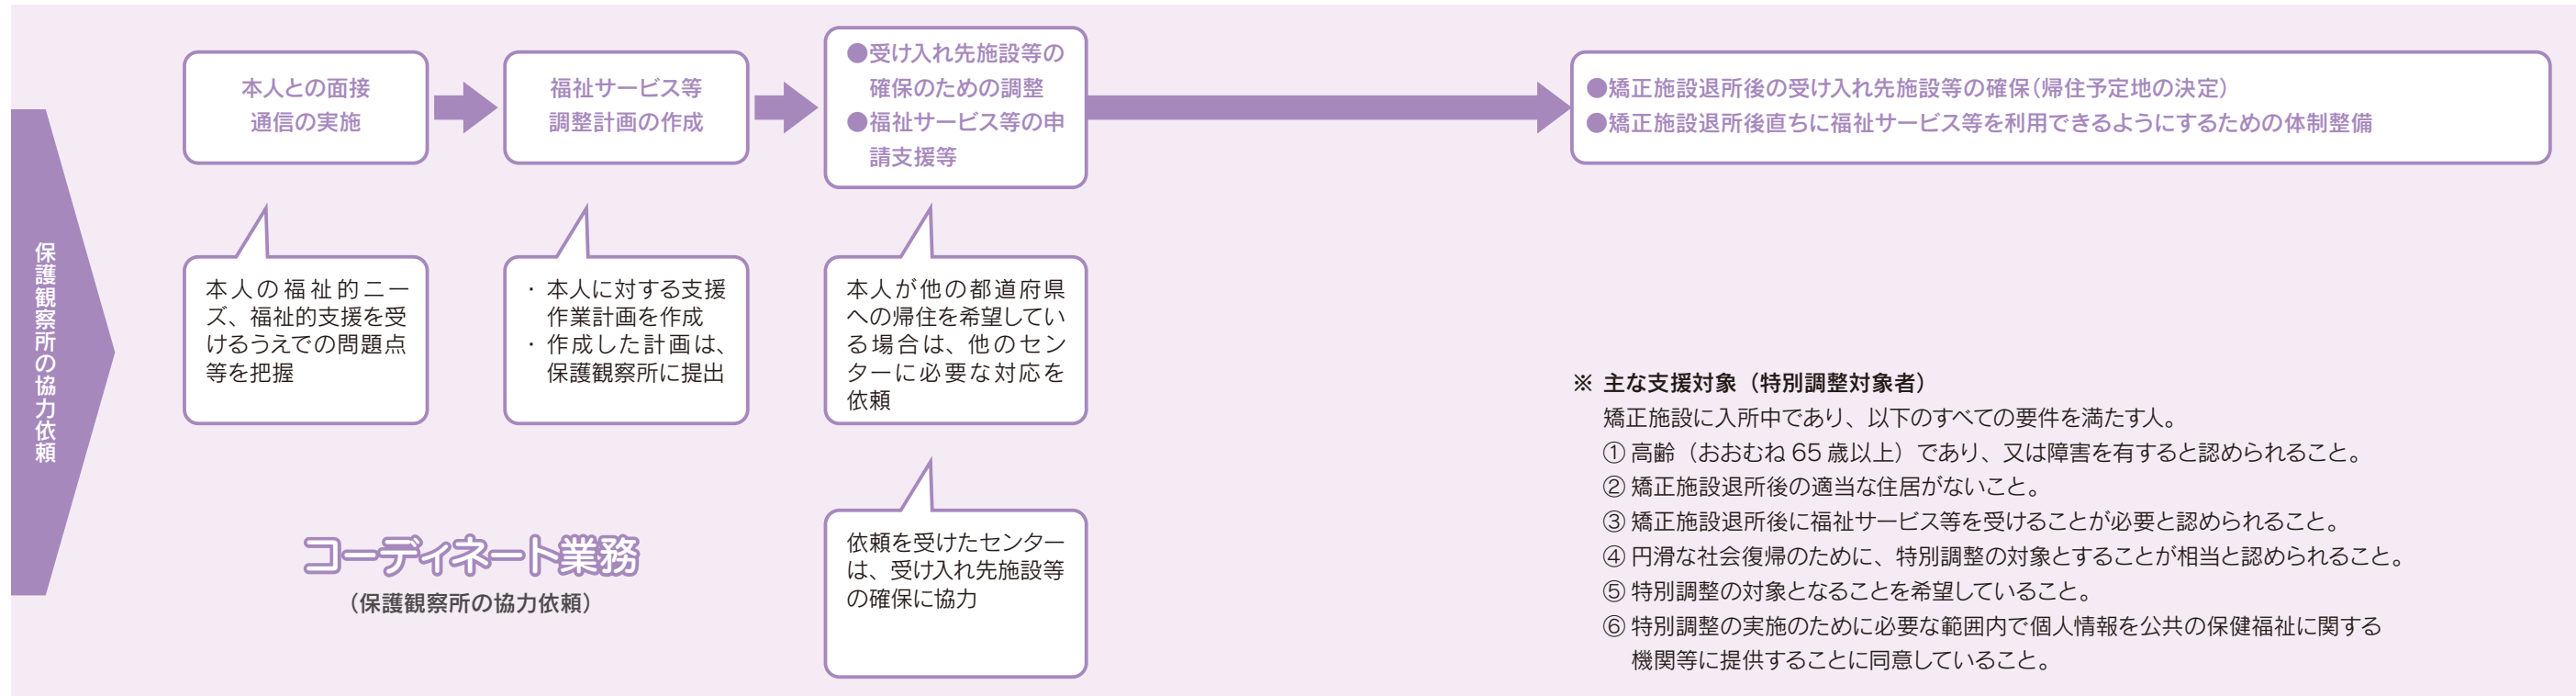 保護観察所の協力依頼
本人との面接
通信の実施
福祉サービス等
調整計画の作成
●受け入れ先施設等の
確保のための調整
●福祉サービス等の申
請支援等
●矯正施設退所後の受け入れ先施設等の確保(帰住予定地の決定)
●矯正施設退所後直ちに福祉サービス等を利用できるようにするための体制整備
本人の福祉的ニー
ズ、福祉的支援を受
けるうえでの問題点
等を把握
・ 本人に対する支援
作業計画を作成
・ 作成した計画は、
保護観察所に提出
本人が他の都道府県
への帰住を希望してい
る場合は、他のセン
ターに必要な対応を
依頼
依頼を受けたセンター
は、受け入れ先施設等
の確保に協力
コーディネート業務
(保護観察所の協力依頼)
※ 主な支援対象(特別調整対象者)
矯正施設に入所中であり、以下のすべての要件を満たす人。
① 高齢(おおむね 65 歳以上)であり、又は障害を有すると認められること。
② 矯正施設退所後の適当な住居がないこと。
③ 矯正施設退所後に福祉サービス等を受けることが必要と認められること。
④ 円滑な社会復帰のために、特別調整の対象とすることが相当と認められること。
⑤ 特別調整の対象となることを希望していること。
⑥ 特別調整の実施のために必要な範囲内で個人情報を公共の保健福祉に関する
機関等に提供することに同意していること。